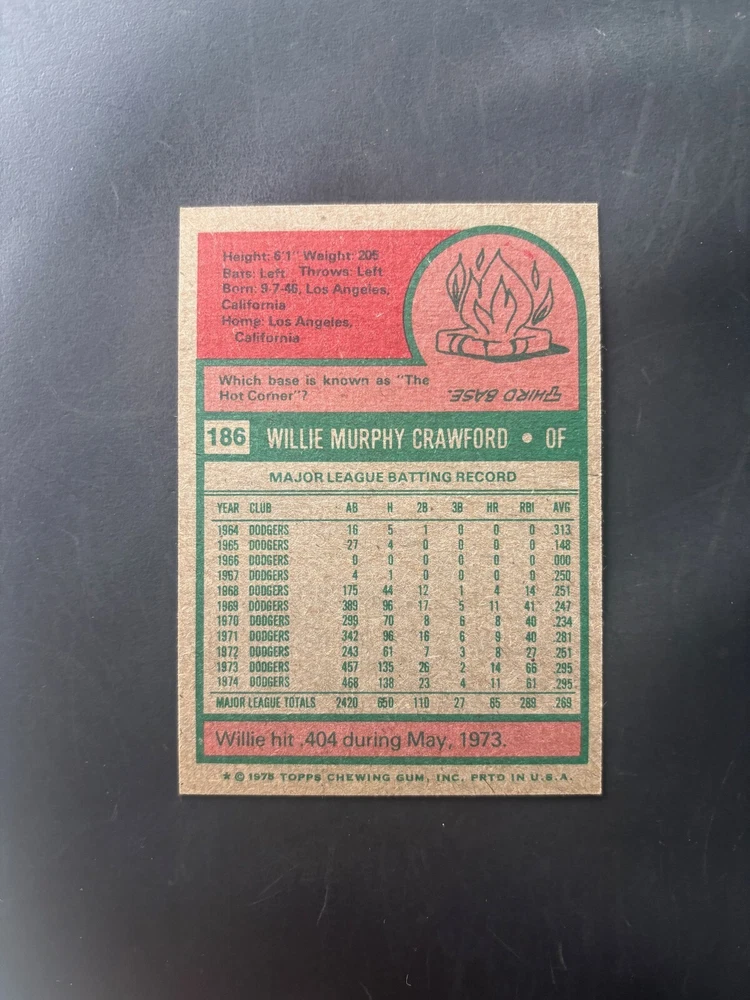 Height: 6'1" Weight: 205
Bats: Left Throws: Left
Born: 9-7-46, Los Angeles,
California
Home: Los Angeles,
California
Which base is known as "The
Hot Corner"?
THIRD BASE.
186 WILLIE MURPHY CRAWFORD • OF
MAJOR LEAGUE BATTING RECORD
YEAR CLUB AB H 2B 3B HR RBI AVG
1964 DODGERS 16 5 1 0 0 0 .313
1965 DODGERS 27 4 0 0 0 0 .148
1966 DODGERS 0 0 0 0 0 0 .000
1967 DODGERS 4 1 0 0 0 0 .250
1968 DODGERS 175 44 12 1 4 14 .251
1969 DODGERS 389 96 17 5 11 41 .247
1970 DODGERS 299 70 8 6 8 40 .234
1971 DODGERS 342 96 16 6 9 40 .281
1972 DODGERS 243 61 7 3 8 27 .251
1973 DODGERS 457 135 26 2 14 66 .295
1974 DODGERS 468 138 23 4 11 61 .295
MAJOR LEAGUE TOTALS 2420 650 110 27 65 289 .269
Willie hit .404 during May, 1973.
★ © 1975 TOPPS CHEWING GUM, INC. PRTD IN U.S.A.